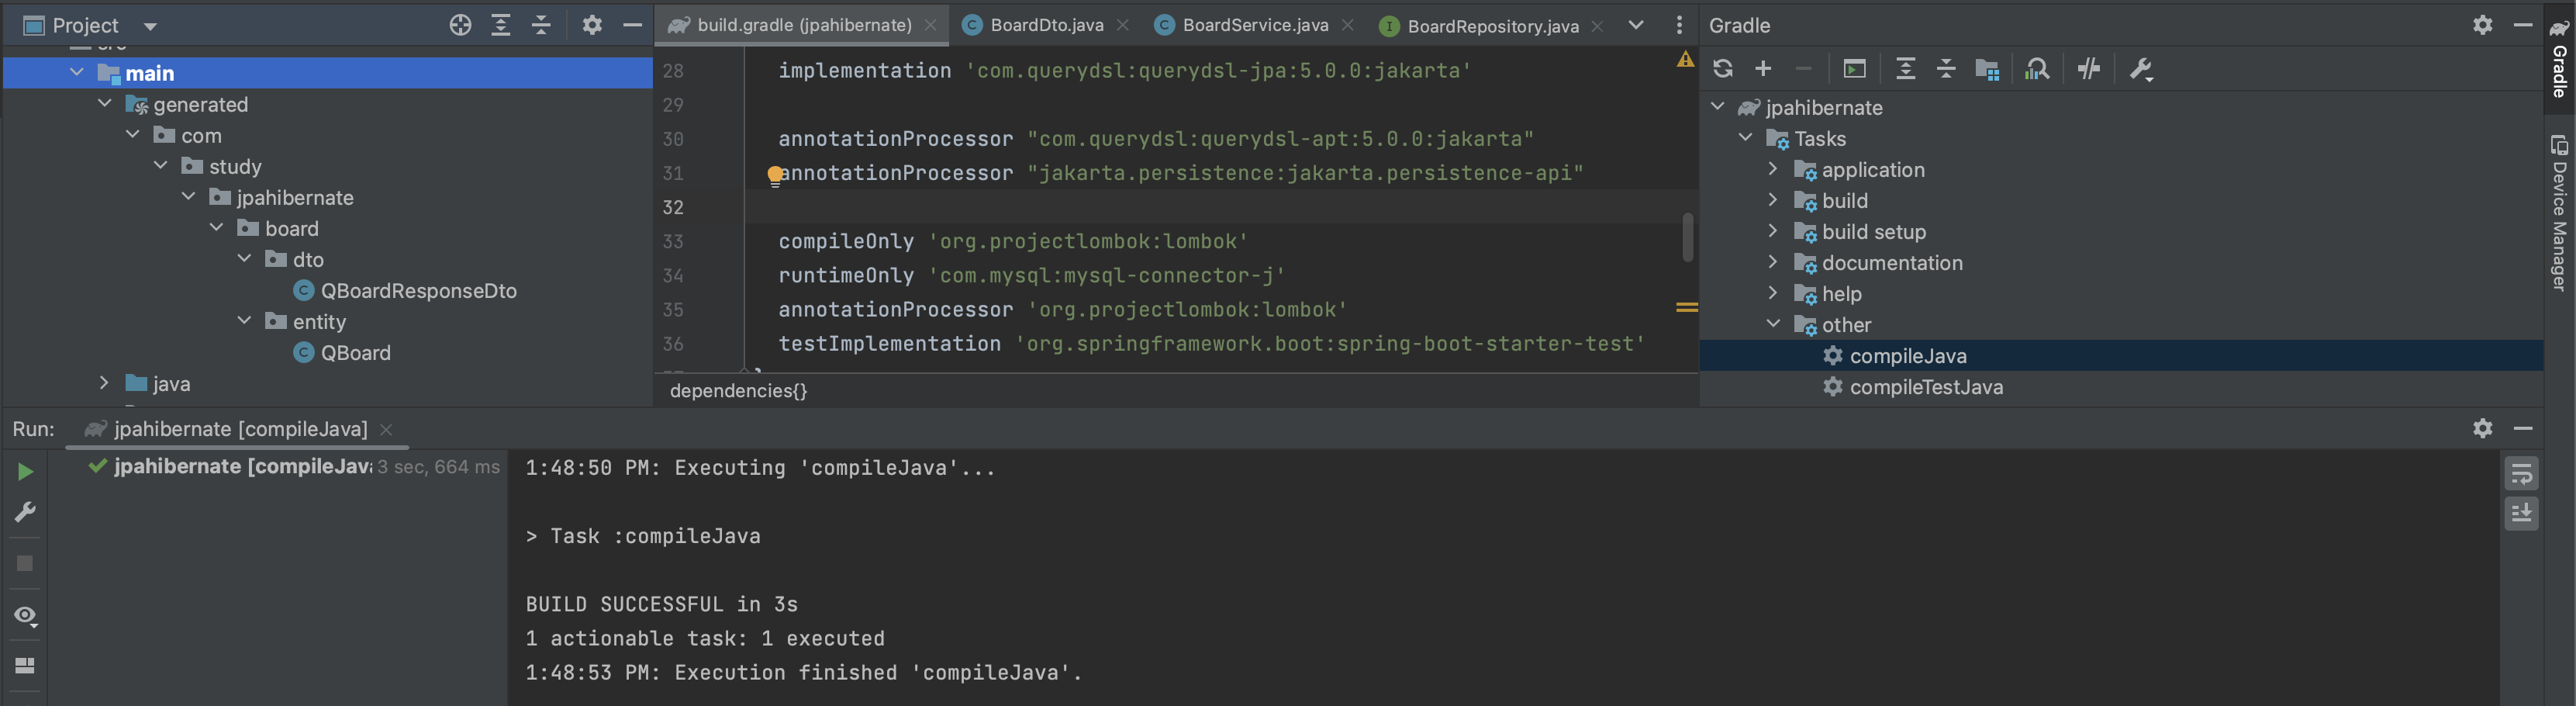 Project
main
generated
com
study
jpahibernate
board
dto
QBoardResponseDto
entity
QBoard
java
build.gradle (jpahibernate)
BoardDto.java
BoardService.java
BoardRepository.java
28 implementation 'com.querydsl:querydsl-jpa:5.0.0:jakarta'
29
30 annotationProcessor "com.querydsl:querydsl-apt:5.0.0:jakarta"
31 annotationProcessor "jakarta.persistence:jakarta.persistence-api"
32
33 compileOnly 'org.projectlombok:lombok'
34 runtimeOnly 'com.mysql:mysql-connector-j'
35 annotationProcessor 'org.projectlombok:lombok'
36 testImplementation 'org.springframework.boot:spring-boot-starter-test'
dependencies{}
Gradle
jpahibernate
Tasks
application
build
build setup
documentation
help
other
compileJava
compileTestJava
Gradle
Device Manager
Run: jpahibernate [compileJava]
jpahibernate [compileJav 3 sec, 664 ms
1:48:50 PM: Executing 'compileJava'...
> Task :compileJava
BUILD SUCCESSFUL in 3s
1 actionable task: 1 executed
1:48:53 PM: Execution finished 'compileJava'.